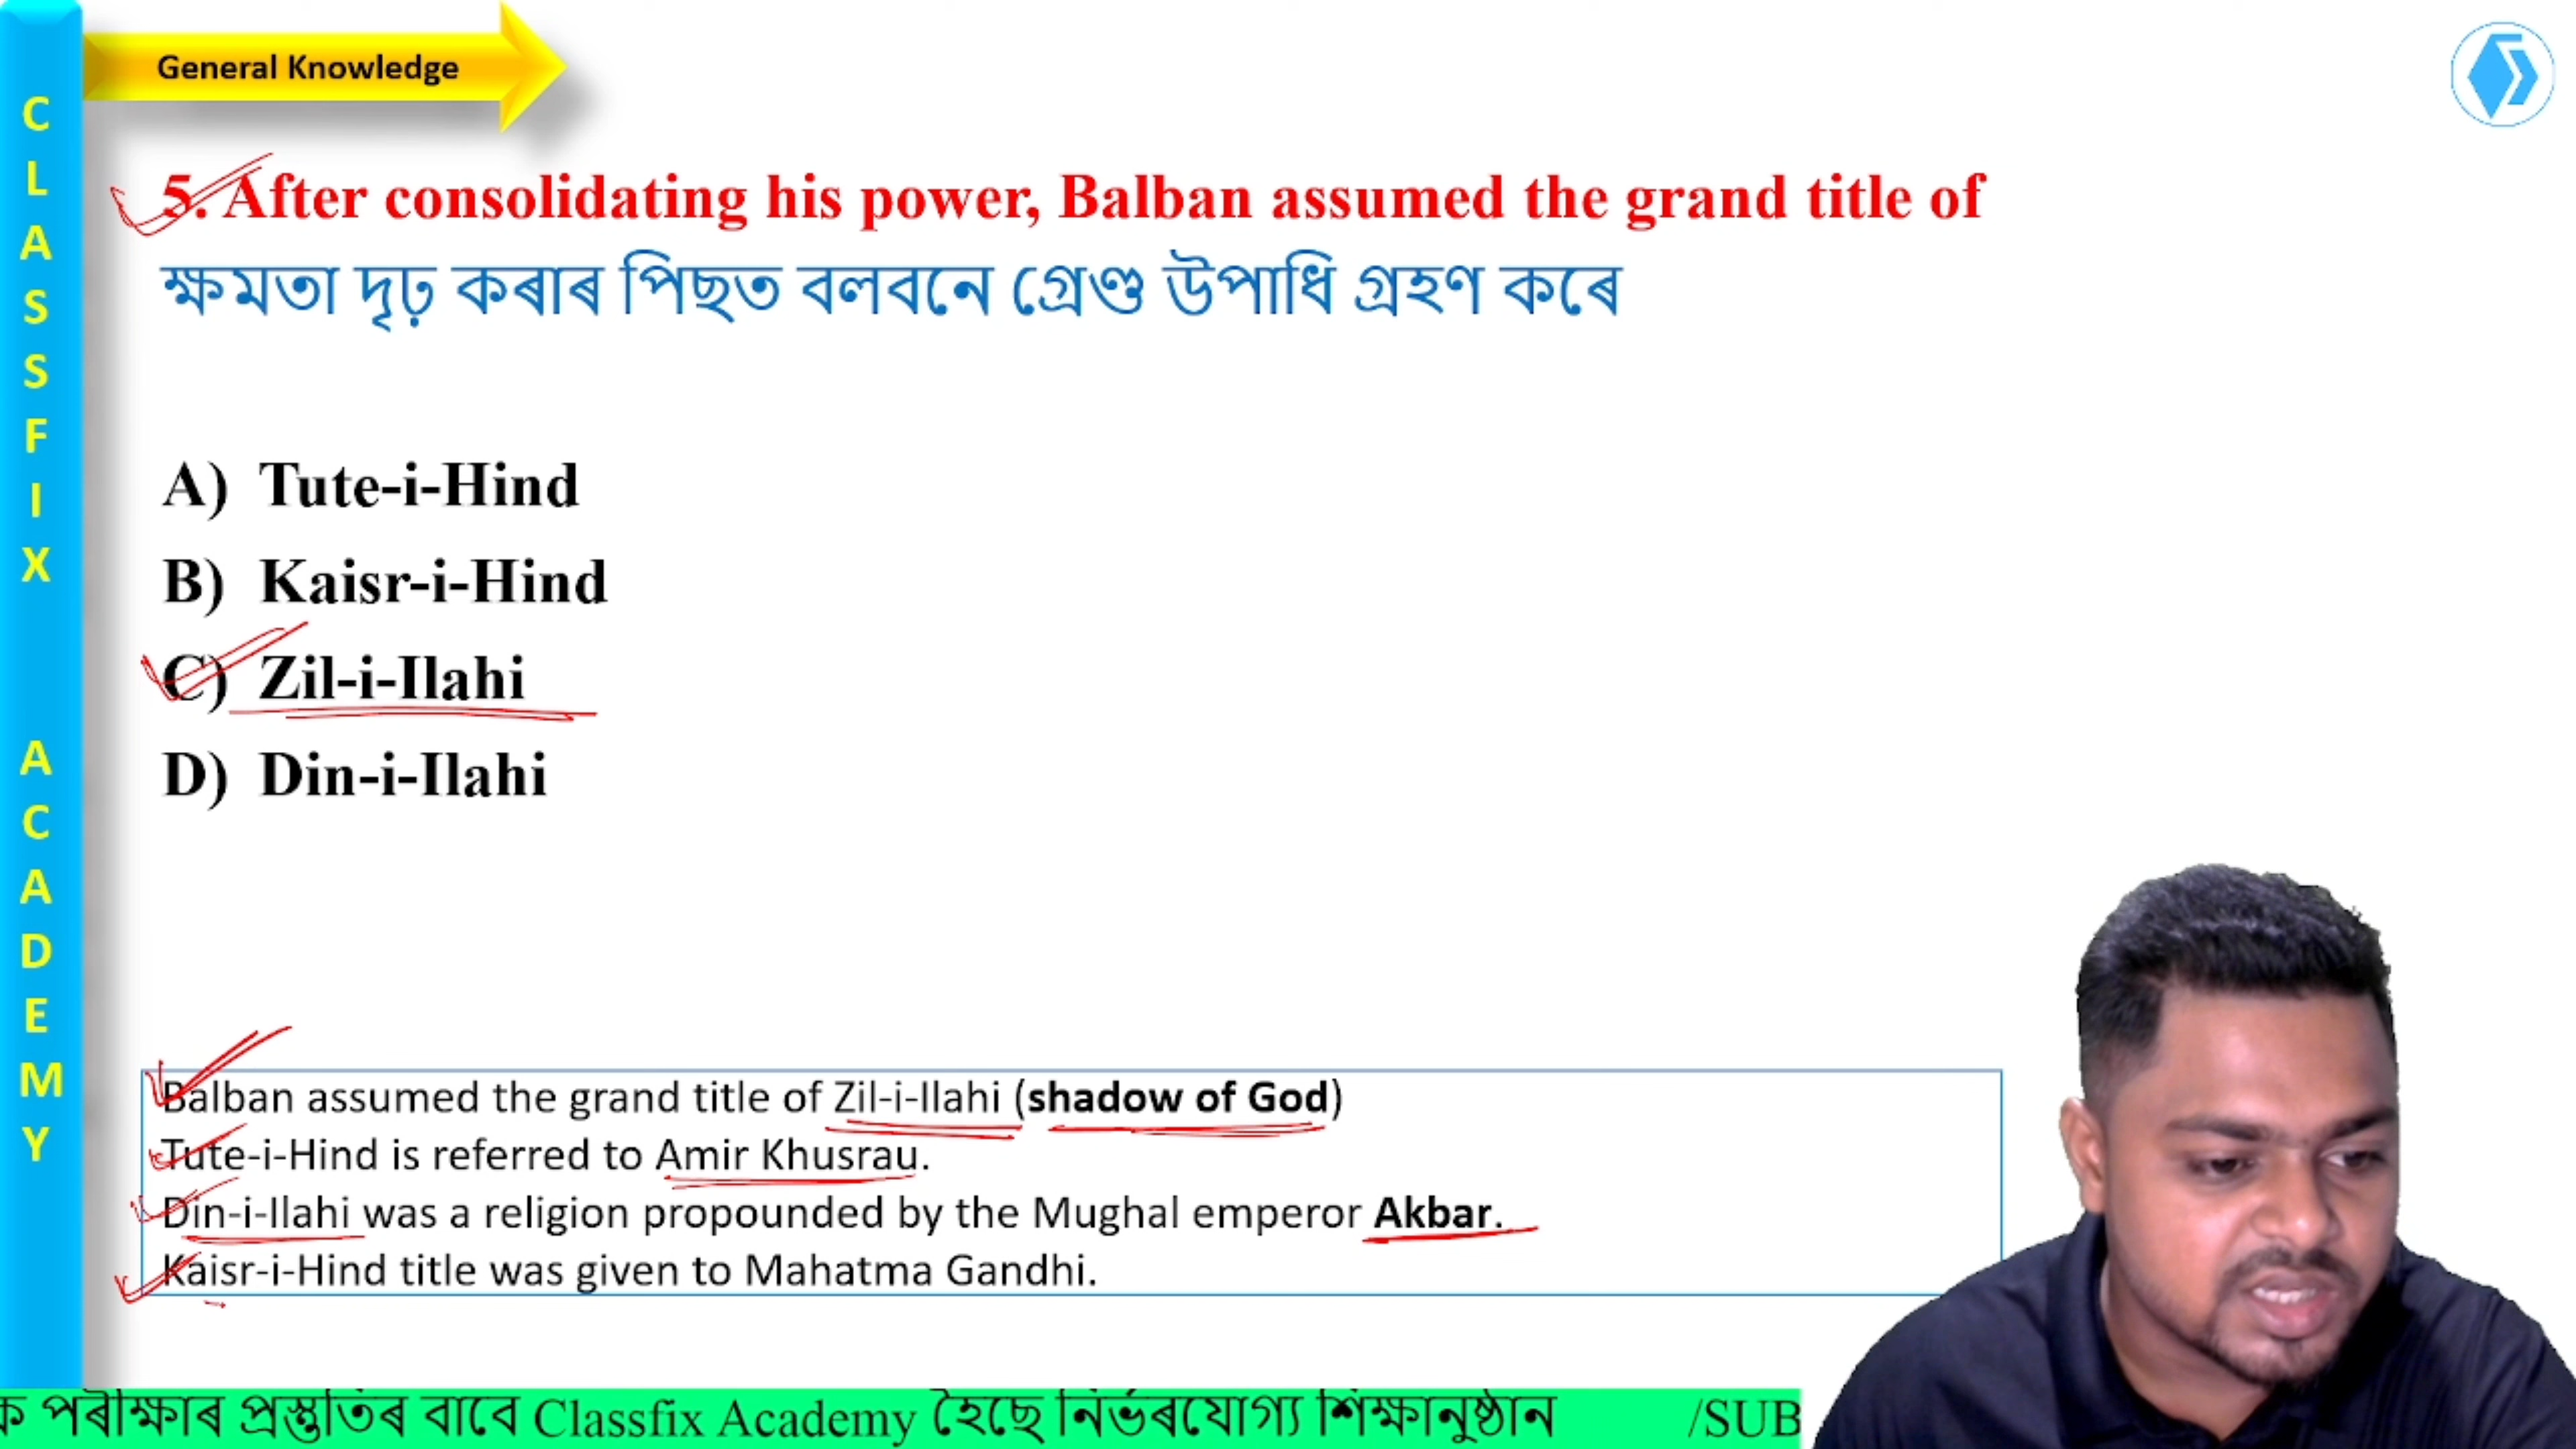 General Knowledge
CLASSFIX ACADEMY
5. After consolidating his power, Balban assumed the grand title of
ক্ষমতা দৃঢ় কৰাৰ পিছত বলবনে গ্ৰেণ্ড উপাধি গ্ৰহণ কৰে
A) Tute-i-Hind
B) Kaisr-i-Hind
C) Zil-i-Ilahi
D) Din-i-Ilahi
Balban assumed the grand title of Zil-i-Ilahi (shadow of God)
Tute-i-Hind is referred to Amir Khusrau.
Din-i-Ilahi was a religion propounded by the Mughal emperor Akbar.
Kaisr-i-Hind title was given to Mahatma Gandhi.
ক পৰীক্ষাৰ প্ৰস্তুতিৰ বাবে Classfix Academy হৈছে নিৰ্ভৰযোগ্য শিক্ষানুষ্ঠান /SUB